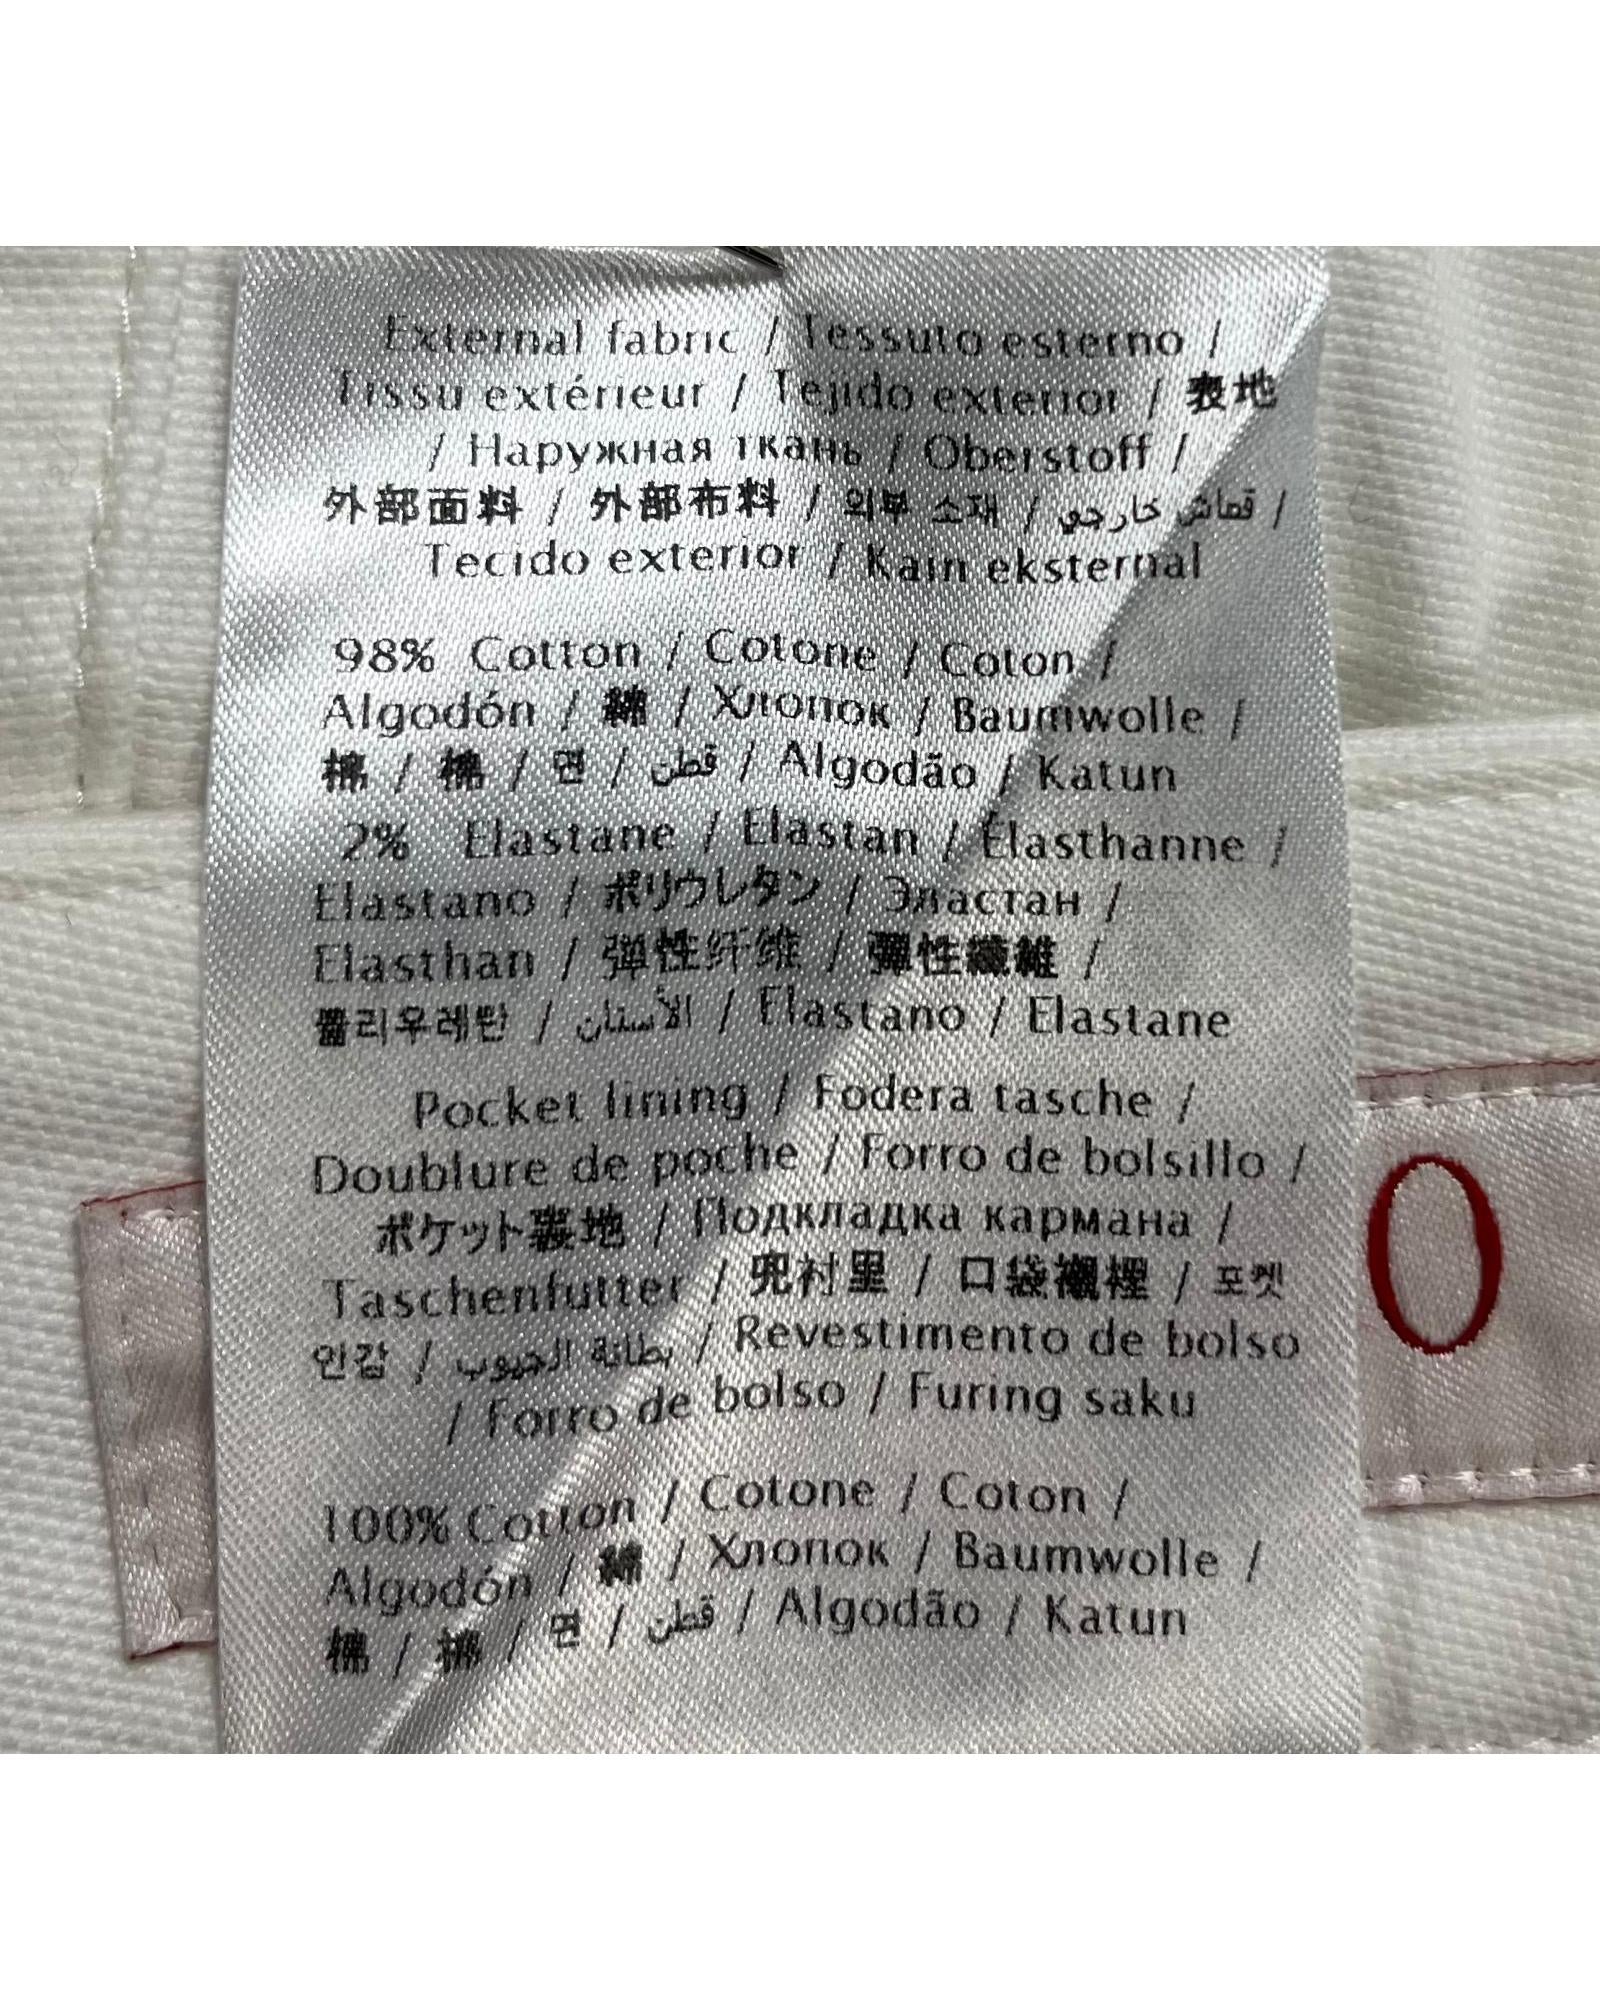 External fabric / Tessuto esterno /
Tissu extérieur / Tejido exterior / 表地
/ Наружная ткань / Oberstoff /
外部面料 / 外部布料 / 외부 소재 / قماش خارجي /
Tecido exterior / Kain eksternal
98% Cotton / Cotone / Coton /
Algodón / 綿 / Хлопок / Baumwolle /
棉 / 棉 / 면 / قطن / Algodão / Katun
2% Elastane / Elastan / Élasthanne /
Elastano / ポリウレタン / Эластан /
Elasthan / 弹性纤维 / 彈性纖維 /
폴리우레탄 / الأستان / Elastano / Elastane
Pocket lining / Fodera tasche /
Doublure de poche / Forro de bolsillo /
ポケット裏地 / Подкладка кармана /
Taschenfutter / 兜衬里 / 口袋襯裡 / 포켓
안감 / بطانة الجيوب / Revestimento de bolso
/ Forro de bolso / Furing saku
100% Cotton / Cotone / Coton /
Algodón / 綿 / Хлопок / Baumwolle /
棉 / 棉 / 면 / قطن / Algodão / Katun
0